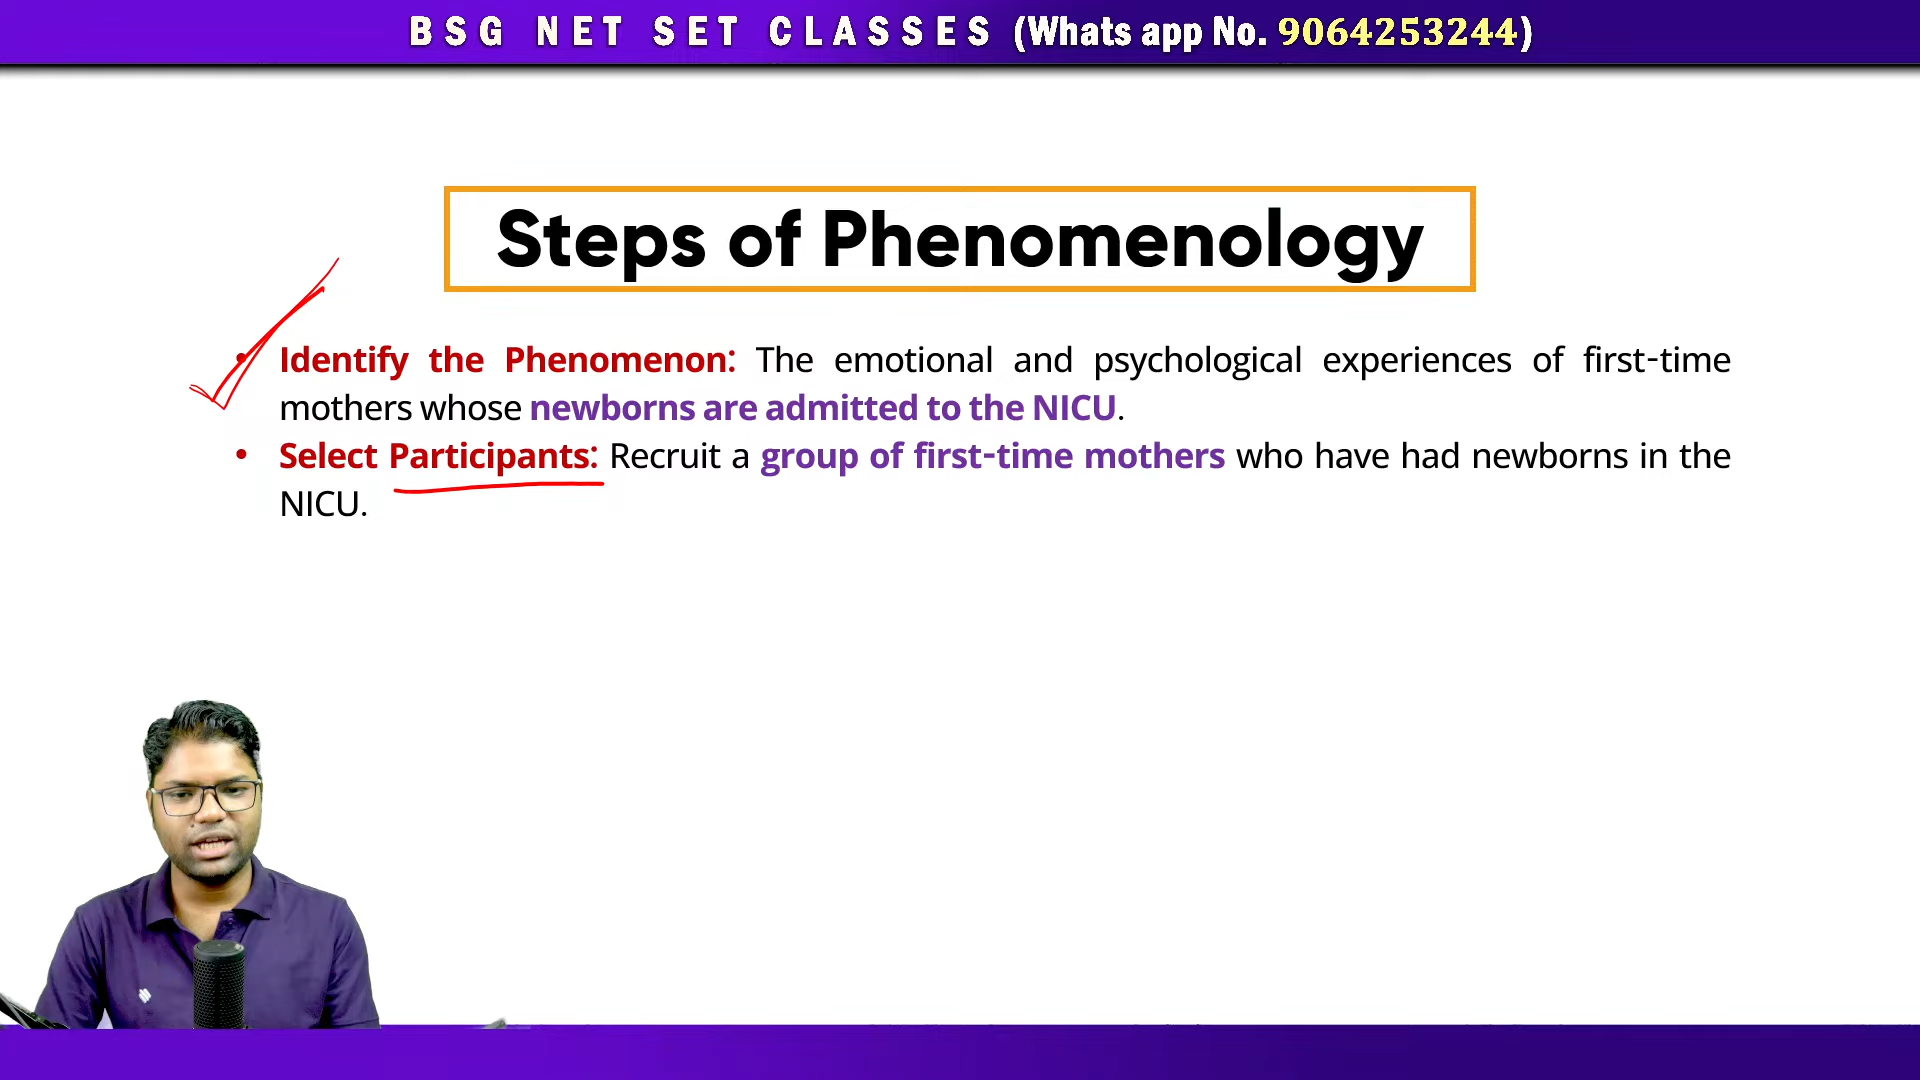 BSG NET SET CLASSES (Whats app No. 9064253244)
Steps of Phenomenology
• Identify the Phenomenon: The emotional and psychological experiences of first-time
mothers whose newborns are admitted to the NICU.
• Select Participants: Recruit a group of first-time mothers who have had newborns in the
NICU.